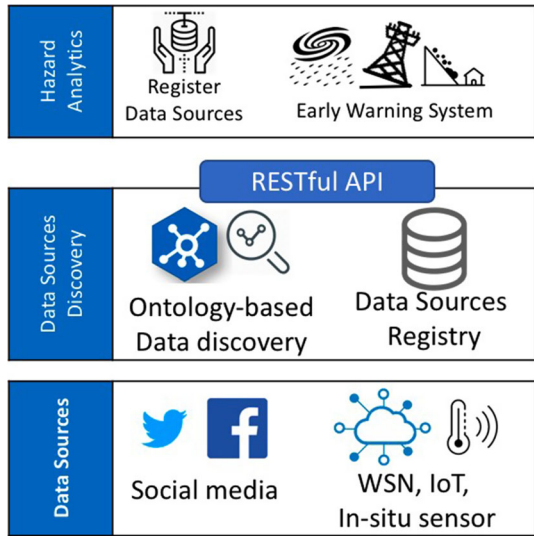 Hazard
Analytics
Register
Data Sources
Early Warning System
RESTful API
Data Sources
Discovery
Ontology-based
Data discovery
Data Sources
Registry
Data Sources
Social media
WSN, IoT,
In-situ sensor